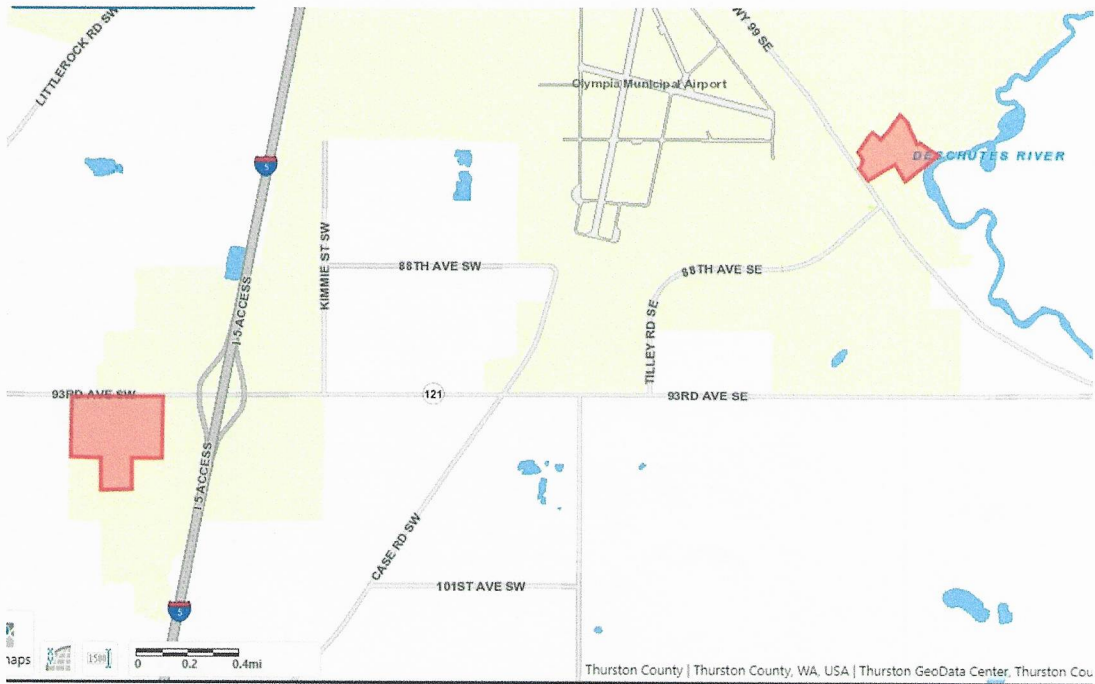 LITTLEROCK RD SW
WY 99 SE
Olympia Municipal Airport
5
DESCHUTES RIVER
KIMMIE ST SW
88TH AVE SW
88TH AVE SE
I-5 ACCESS
TILLEY RD SE
93RD AVE SW
121
93RD AVE SE
I-5 ACCESS
CASE RD SW
101ST AVE SW
5
maps
0 0.2 0.4mi
Thurston County | Thurston County, WA, USA | Thurston GeoData Center, Thurston Cou